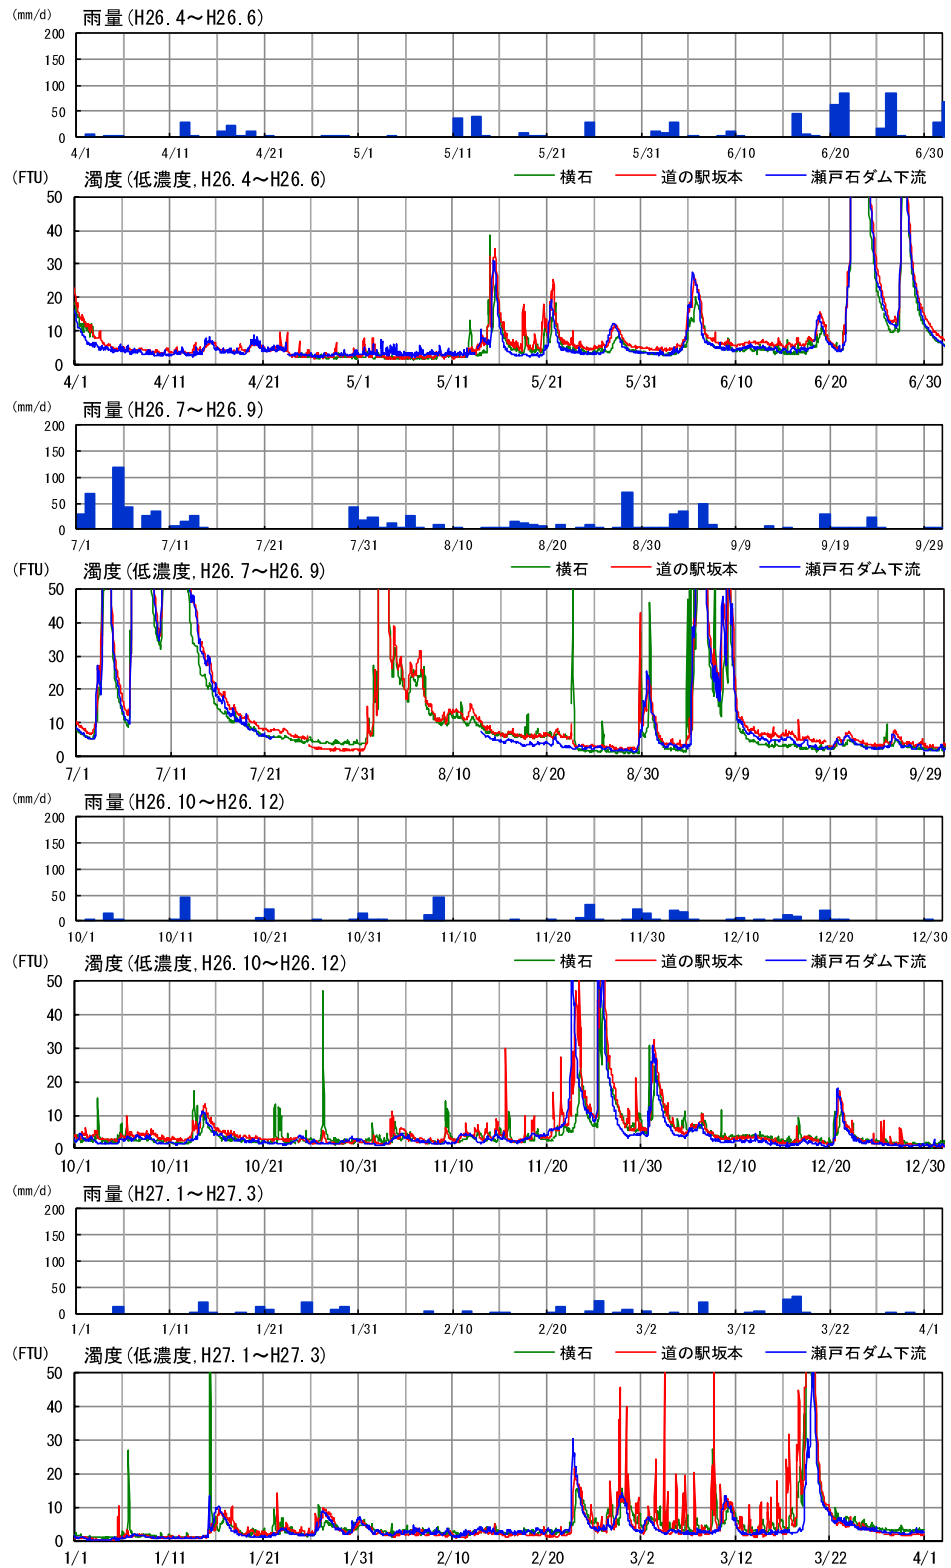 (mm/d) 雨量(H26.4～H26.6)
200
150
100
50
0
4/1 4/11 4/21 5/1 5/11 5/21 5/31 6/10 6/20 6/30
(FTU) 濁度(低濃度,H26.4～H26.6) 横石 道の駅坂本 瀬戸石ダム下流
50
40
30
20
10
0
4/1 4/11 4/21 5/1 5/11 5/21 5/31 6/10 6/20 6/30
(mm/d) 雨量(H26.7～H26.9)
200
150
100
50
0
7/1 7/11 7/21 7/31 8/10 8/20 8/30 9/9 9/19 9/29
(FTU) 濁度(低濃度,H26.7～H26.9) 横石 道の駅坂本 瀬戸石ダム下流
50
40
30
20
10
0
7/1 7/11 7/21 7/31 8/10 8/20 8/30 9/9 9/19 9/29
(mm/d) 雨量(H26.10～H26.12)
200
150
100
50
0
10/1 10/11 10/21 10/31 11/10 11/20 11/30 12/10 12/20 12/30
(FTU) 濁度(低濃度,H26.10～H26.12) 横石 道の駅坂本 瀬戸石ダム下流
50
40
30
20
10
0
10/1 10/11 10/21 10/31 11/10 11/20 11/30 12/10 12/20 12/30
(mm/d) 雨量(H27.1～H27.3)
200
150
100
50
0
1/1 1/11 1/21 1/31 2/10 2/20 3/2 3/12 3/22 4/1
(FTU) 濁度(低濃度,H27.1～H27.3) 横石 道の駅坂本 瀬戸石ダム下流
50
40
30
20
10
0
1/1 1/11 1/21 1/31 2/10 2/20 3/2 3/12 3/22 4/1